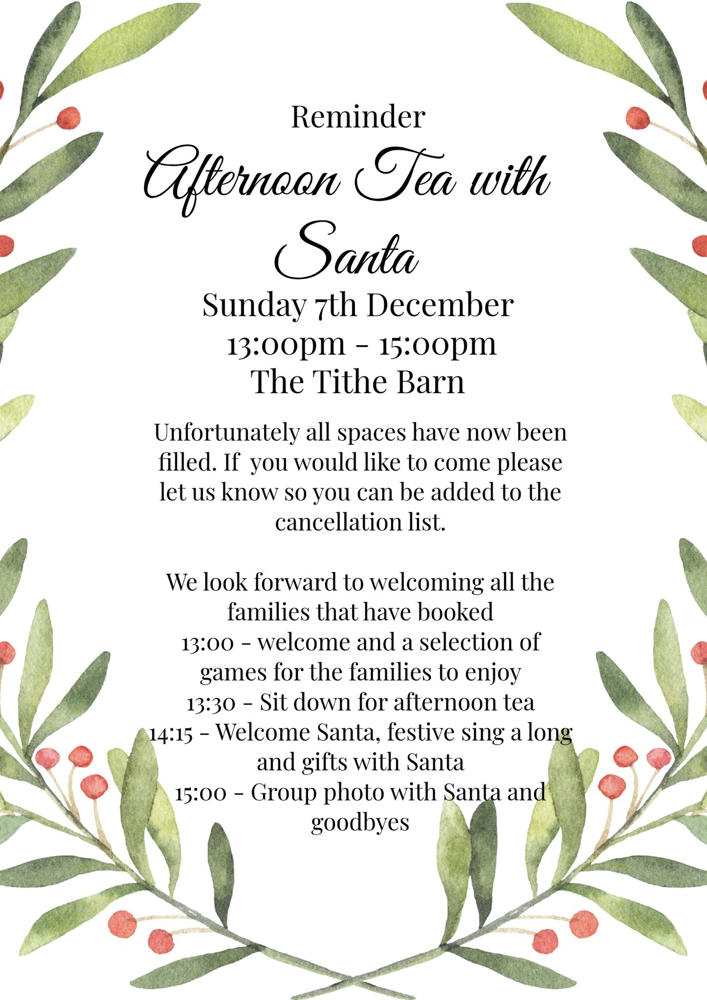 Reminder
Afternoon Tea with
Santa
Sunday 7th December
13:00pm - 15:00pm
The Tithe Barn
Unfortunately all spaces have now been
filled. If  you would like to come please
let us know so you can be added to the
cancellation list.
We look forward to welcoming all the
families that have booked
13:00 - welcome and a selection of
games for the families to enjoy
13:30 - Sit down for afternoon tea
14:15 - Welcome Santa, festive sing a long
and gifts with Santa
15:00 - Group photo with Santa and
goodbyes